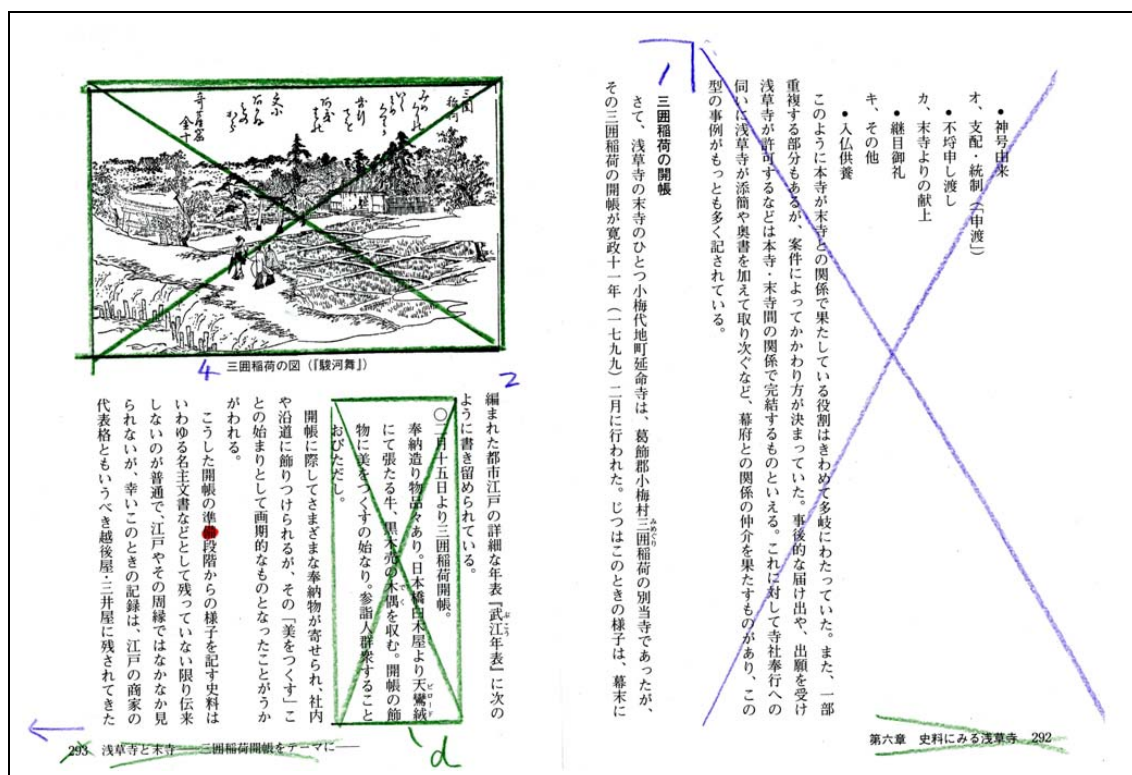 ● 神号由来
オ、支配・統制（「申渡」）
● 不埒申し渡し
カ、末寺よりの献上
● 継目御礼
キ、その他
● 入仏供養
このように本寺が末寺との関係で果たしている役割はきわめて多岐にわたっていた。また、一部
重複する部分もあるが、案件によってかかわり方が決まっていた。事後的な届け出や、出願を受け
浅草寺が許可するなどは本寺・末寺間の関係で完結するものといえる。これに対して寺社奉行への
伺いに浅草寺が添簡や奥書を加えて取り次ぐなど、幕府との関係の仲介を果たすものがあり、この
型の事例がもっとも多く記されている。
1
三囲稲荷の開帳
さて、浅草寺の末寺のひとつ小梅代地町延命寺は、葛飾郡小梅村三囲稲荷の別当寺であったが、
みめぐり
その三囲稲荷の開帳が寛政十一年（一七九九）二月に行われた。じつはこのときの様子は、幕末に
第六章 史料にみる浅草寺 292
三囲稲荷の図（『駿河舞』）
4
2
編まれた都市江戸の詳細な年表『武江年表』に次の
ぶこう
ように書き留められている。
〇二月十五日より三囲稲荷開帳。
奉納造り物品々あり。日本橋白木屋より天鵞絨
ビロード
にて張たる牛、黒木売の木偶を収む。開帳の飾
でく
物に美をつくすの始なり。参詣人群衆すること
おびただし。
d
開帳に際してさまざまな奉納物が寄せられ、社内
や沿道に飾りつけられるが、その「美をつくす」こ
との始まりとして画期的なものとなったことがうか
がわれる。
こうした開帳の準備段階からの様子を記す史料は
いわゆる名主文書などとして残っていない限り伝来
しないのが普通で、江戸やその周縁ではなかなか見
られないが、幸いこのときの記録は、江戸の商家の
代表格ともいうべき越後屋・三井屋に残されてきた
293 浅草寺と末寺——三囲稲荷開帳をテーマに——